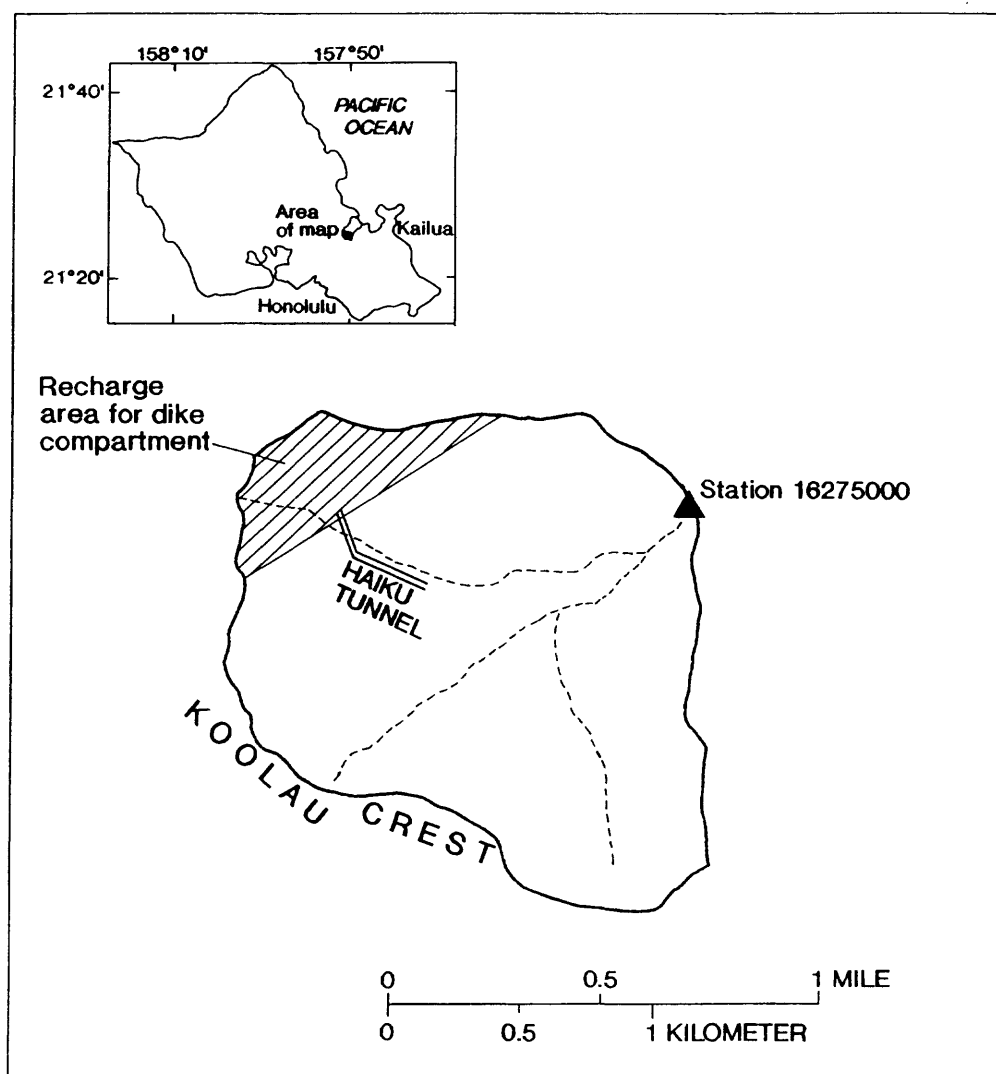 158°10'
157°50'
21°40'
PACIFIC
OCEAN
Area
of map
Kailua
21°20'
Honolulu
Recharge
area for dike
compartment
Station 16275000
HAIKU
TUNNEL
KOOLAU CREST
0 0.5 1 MILE
0 0.5 1 KILOMETER